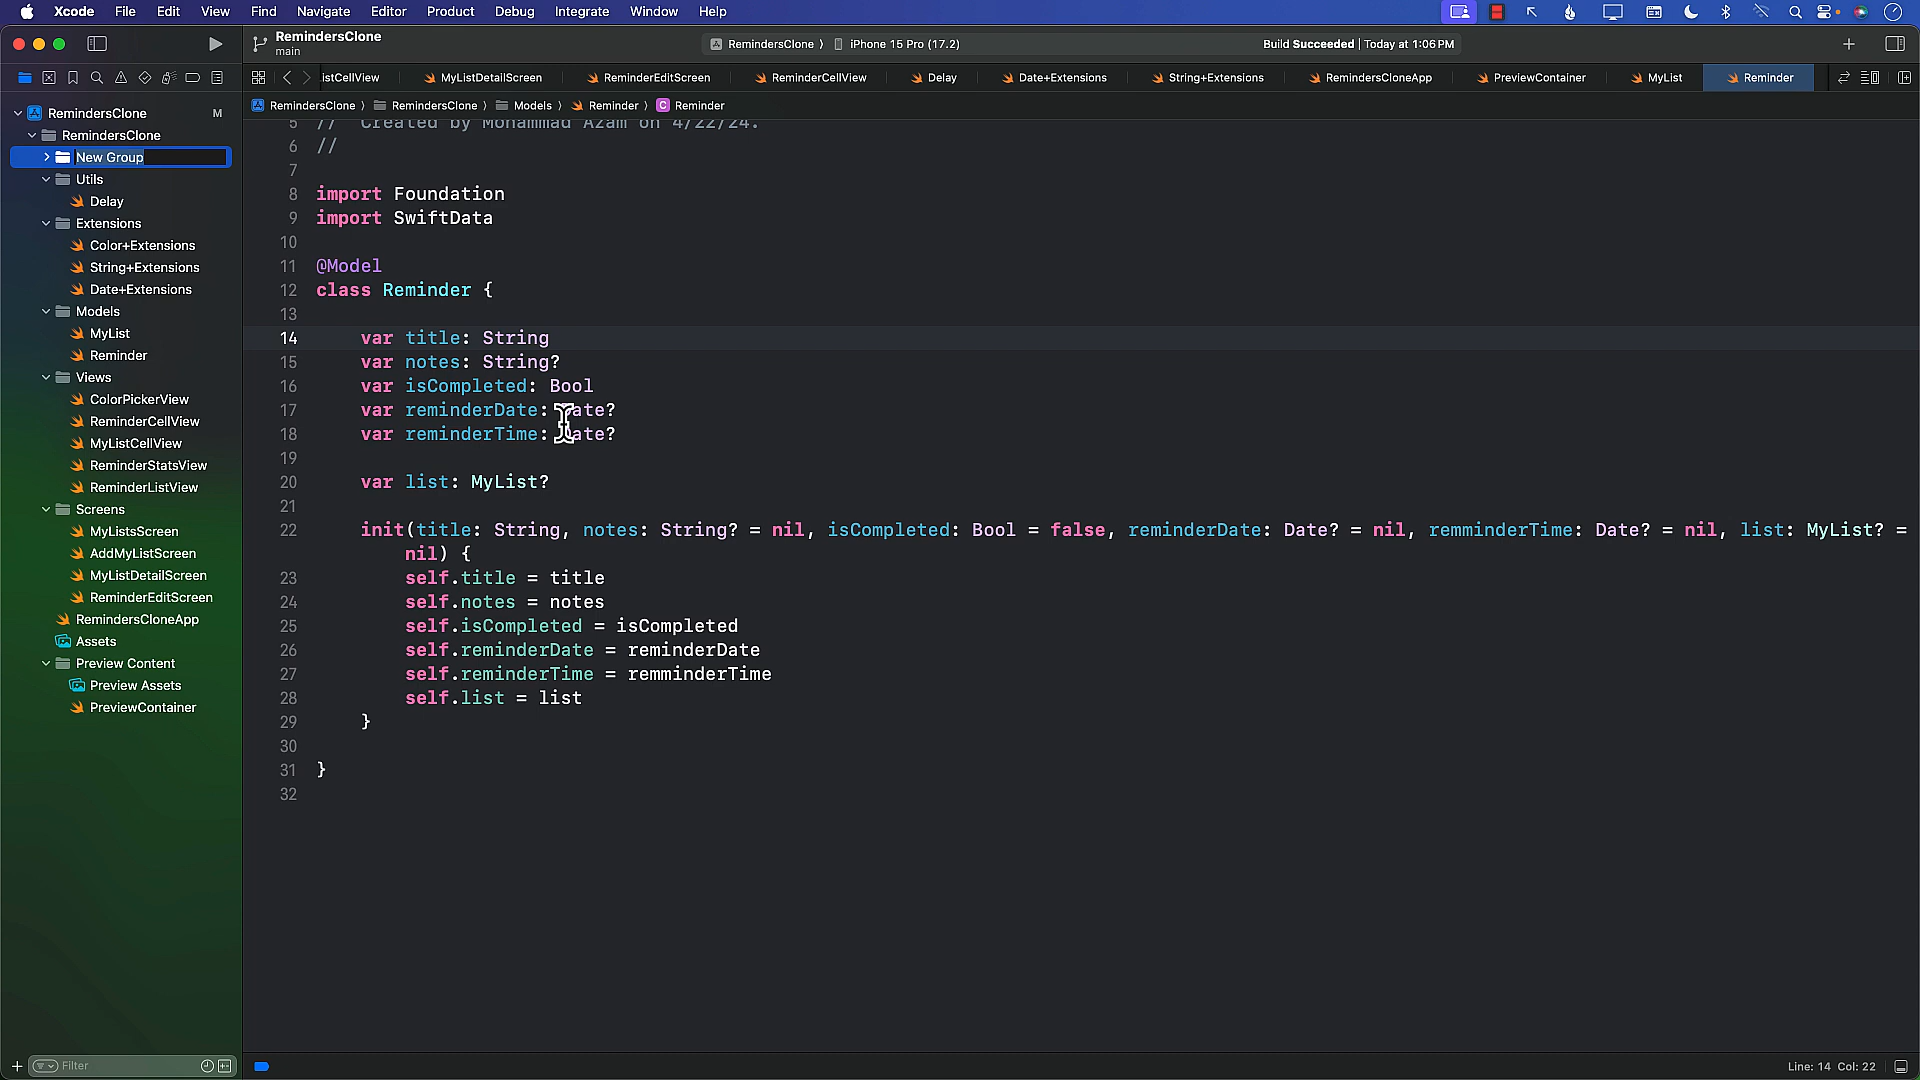 Xcode File Edit View Find Navigate Editor Product Debug Integrate Window Help
RemindersClone
main
RemindersClone 〉 iPhone 15 Pro (17.2)
Build Succeeded | Today at 1:06 PM
istCellView MyListDetailScreen ReminderEditScreen ReminderCellView Delay Date+Extensions String+Extensions RemindersCloneApp PreviewContainer MyList Reminder
RemindersClone 〉 RemindersClone 〉 Models 〉 Reminder 〉 C Reminder
RemindersClone M
RemindersClone
New Group
Utils
Delay
Extensions
Color+Extensions
String+Extensions
Date+Extensions
Models
MyList
Reminder
Views
ColorPickerView
ReminderCellView
MyListCellView
ReminderStatsView
ReminderListView
Screens
MyListsScreen
AddMyListScreen
MyListDetailScreen
ReminderEditScreen
RemindersCloneApp
Assets
Preview Content
Preview Assets
PreviewContainer
Filter
5 // Created by Mohammad Azam on 4/22/24.
6 //
7
8 import Foundation
9 import SwiftData
10
11 @Model
12 class Reminder {
13
14 var title: String
15 var notes: String?
16 var isCompleted: Bool
17 var reminderDate: Date?
18 var reminderTime: Date?
19
20 var list: MyList?
21
22 init(title: String, notes: String? = nil, isCompleted: Bool = false, reminderDate: Date? = nil, remminderTime: Date? = nil, list: MyList? =
nil) {
23 self.title = title
24 self.notes = notes
25 self.isCompleted = isCompleted
26 self.reminderDate = reminderDate
27 self.reminderTime = remminderTime
28 self.list = list
29 }
30
31 }
32
Line: 14 Col: 22